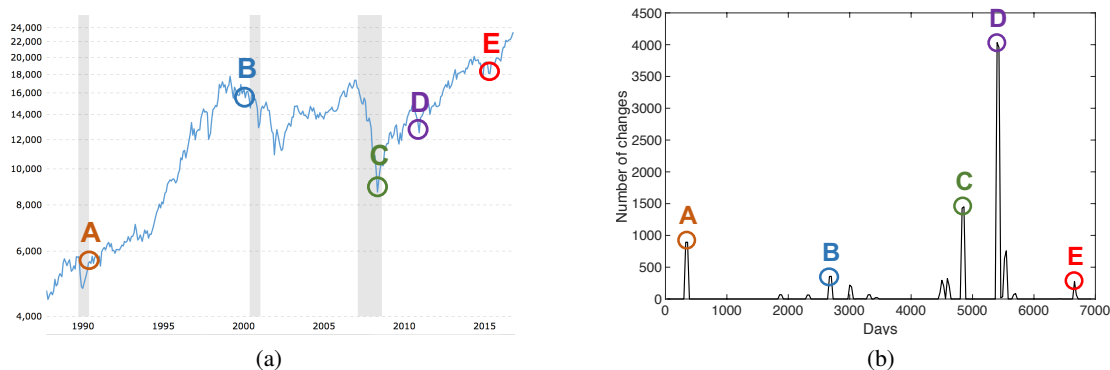 24,000
22,000
20,000
18,000
16,000
14,000
12,000
10,000
8,000
6,000
4,000
1990 1995 2000 2005 2010 2015
A
B
C
D
E
(a)
Number of changes
4500
4000
3500
3000
2500
2000
1500
1000
500
0
0 1000 2000 3000 4000 5000 6000 7000
Days
A
B
C
D
E
(b)